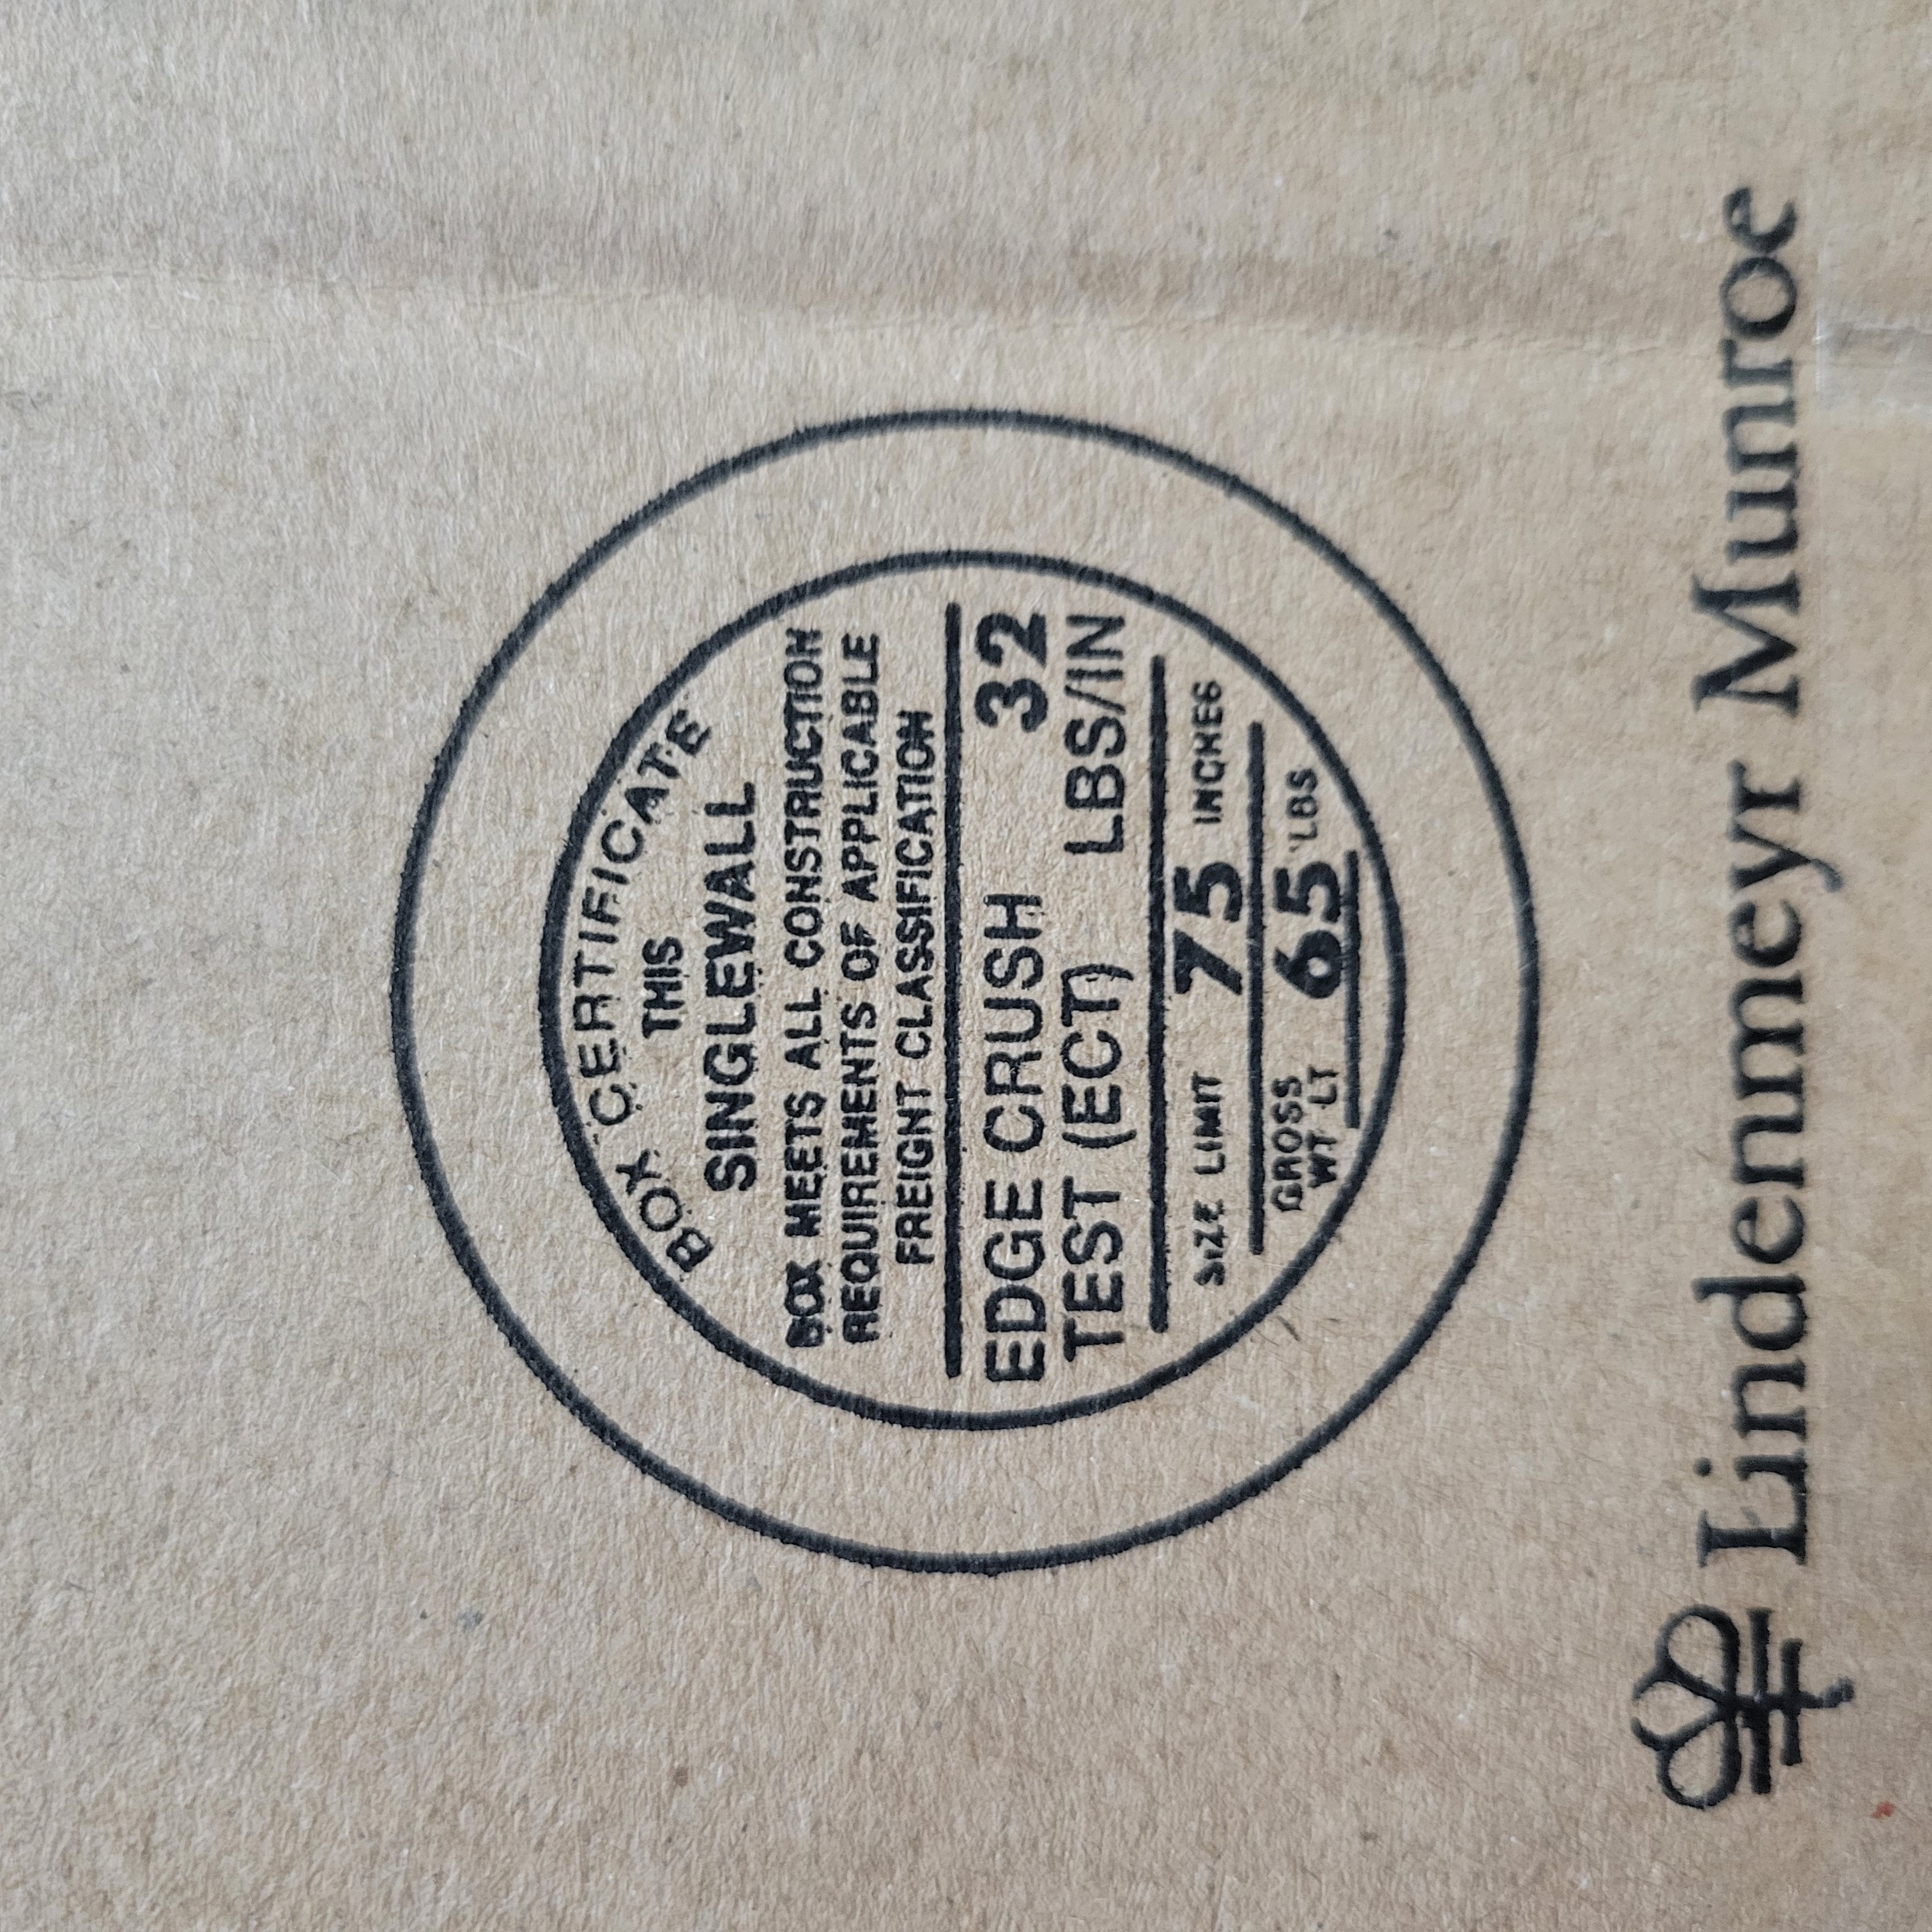 BOX CERTIFICATE
THIS
SINGLEWALL
BOX MEETS ALL CONSTRUCTION
REQUIREMENTS OF APPLICABLE
FREIGNT CLASSIFICATION
EDGE CRUSH 32
TEST (ECT) LBS/IN
SIZE LIMIT 75 INCHES
GROSS
WT LT 65 LBS
Lindenmeyr Munroe